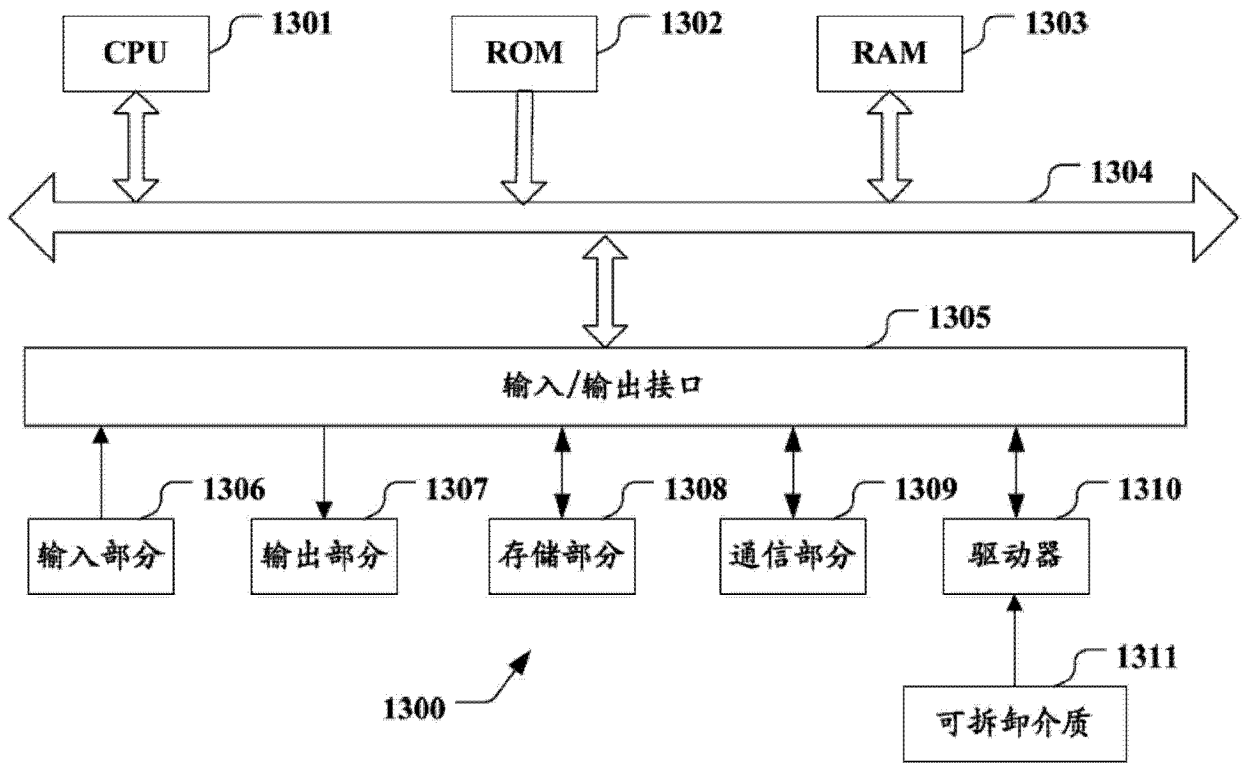 CPU
1301
ROM
1302
RAM
1303
1304
1305
输入/输出接口
1306
1307
1308
1309
1310
输入部分
输出部分
存储部分
通信部分
驱动器
1311
1300
可拆卸介质